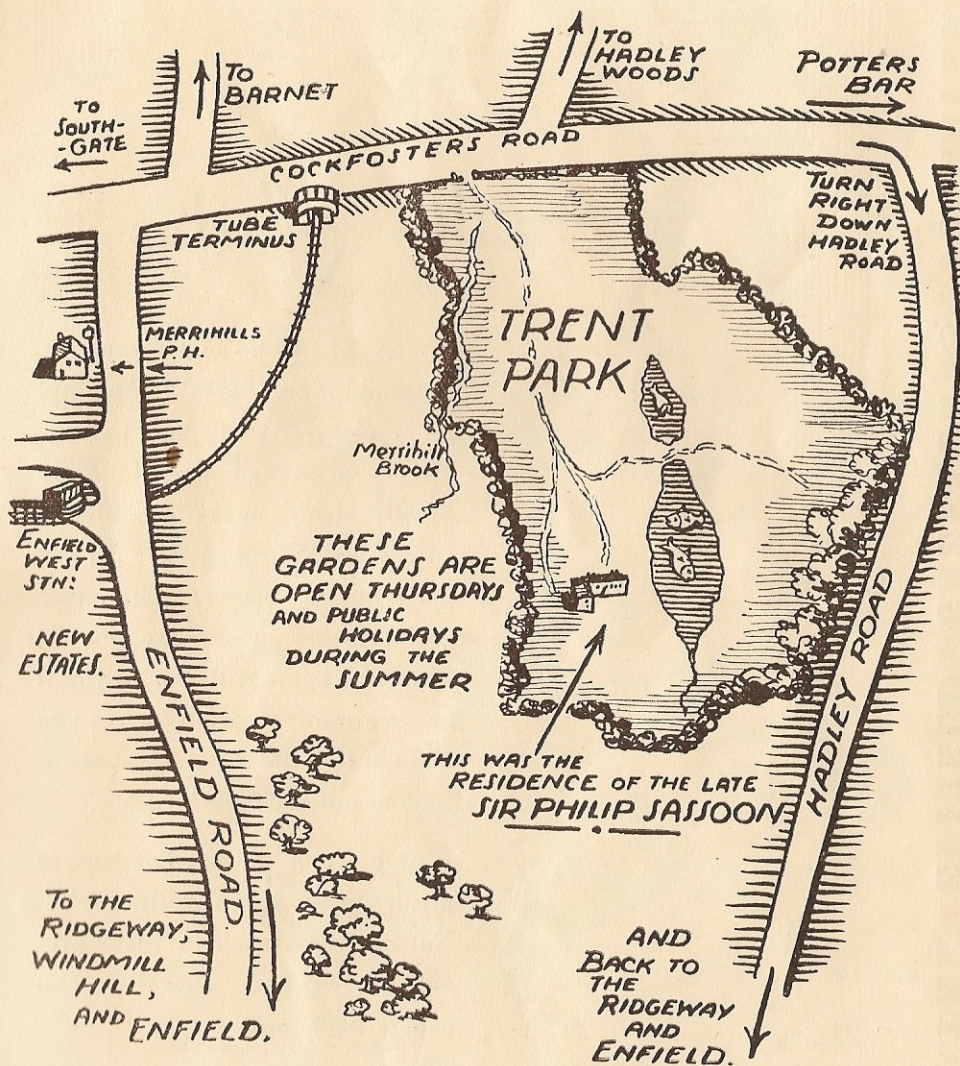 TO
BARNET
TO
HADLEY
WOODS
POTTERS
BAR
TO
SOUTH-
-GATE
COCKFOSTERS ROAD
TUBE
TERMINUS
TURN
RIGHT
DOWN
HADLEY
ROAD
MERRIHILLS
P.H.
TRENT
PARK
Merrihill
Brook
ENFIELD
WEST
STN:
THESE
GARDENS ARE
OPEN THURSDAYS
AND PUBLIC
HOLIDAYS
DURING THE
SUMMER
NEW
ESTATES.
ENFIELD ROAD.
HADLEY ROAD
THIS WAS THE
RESIDENCE OF THE LATE
SIR PHILIP SASSOON
TO THE
RIDGEWAY,
WINDMILL
HILL,
AND ENFIELD.
AND
BACK TO
THE
RIDGEWAY
AND
ENFIELD.